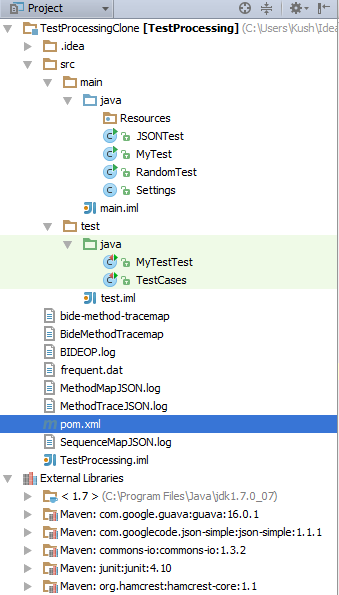 Project
TestProcessingClone [TestProcessing] (C:\Users\Kush\Idea
.idea
src
main
java
Resources
JSONTest
MyTest
RandomTest
Settings
main.iml
test
java
MyTestTest
TestCases
test.iml
bide-method-tracemap
BideMethodTracemap
BIDEOP.log
frequent.dat
MethodMapJSON.log
MethodTraceJSON.log
pom.xml
SequenceMapJSON.log
TestProcessing.iml
External Libraries
< 1.7 > (C:\Program Files\Java\jdk1.7.0_07)
Maven: com.google.guava:guava:16.0.1
Maven: com.googlecode.json-simple:json-simple:1.1.1
Maven: commons-io:commons-io:1.3.2
Maven: junit:junit:4.10
Maven: org.hamcrest:hamcrest-core:1.1